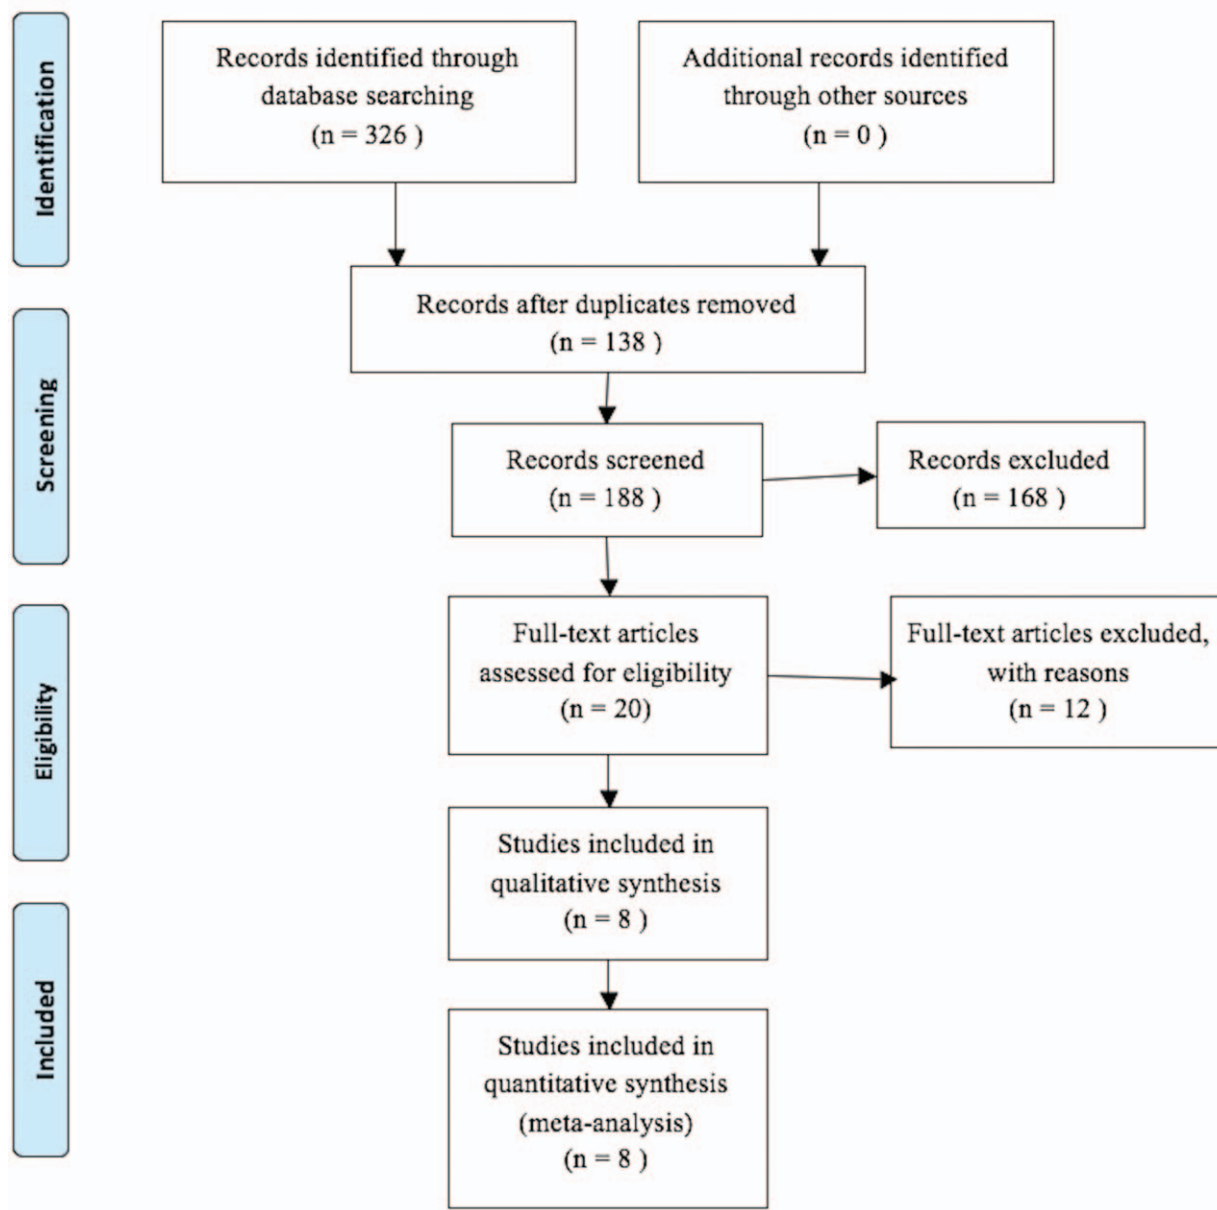 Identification
Records identified through
database searching
(n = 326 )
Additional records identified
through other sources
(n = 0 )
Records after duplicates removed
(n = 138 )
Screening
Records screened
(n = 188 )
Records excluded
(n = 168 )
Eligibility
Full-text articles
assessed for eligibility
(n = 20)
Full-text articles excluded,
with reasons
(n = 12 )
Studies included in
qualitative synthesis
(n = 8 )
Included
Studies included in
quantitative synthesis
(meta-analysis)
(n = 8 )